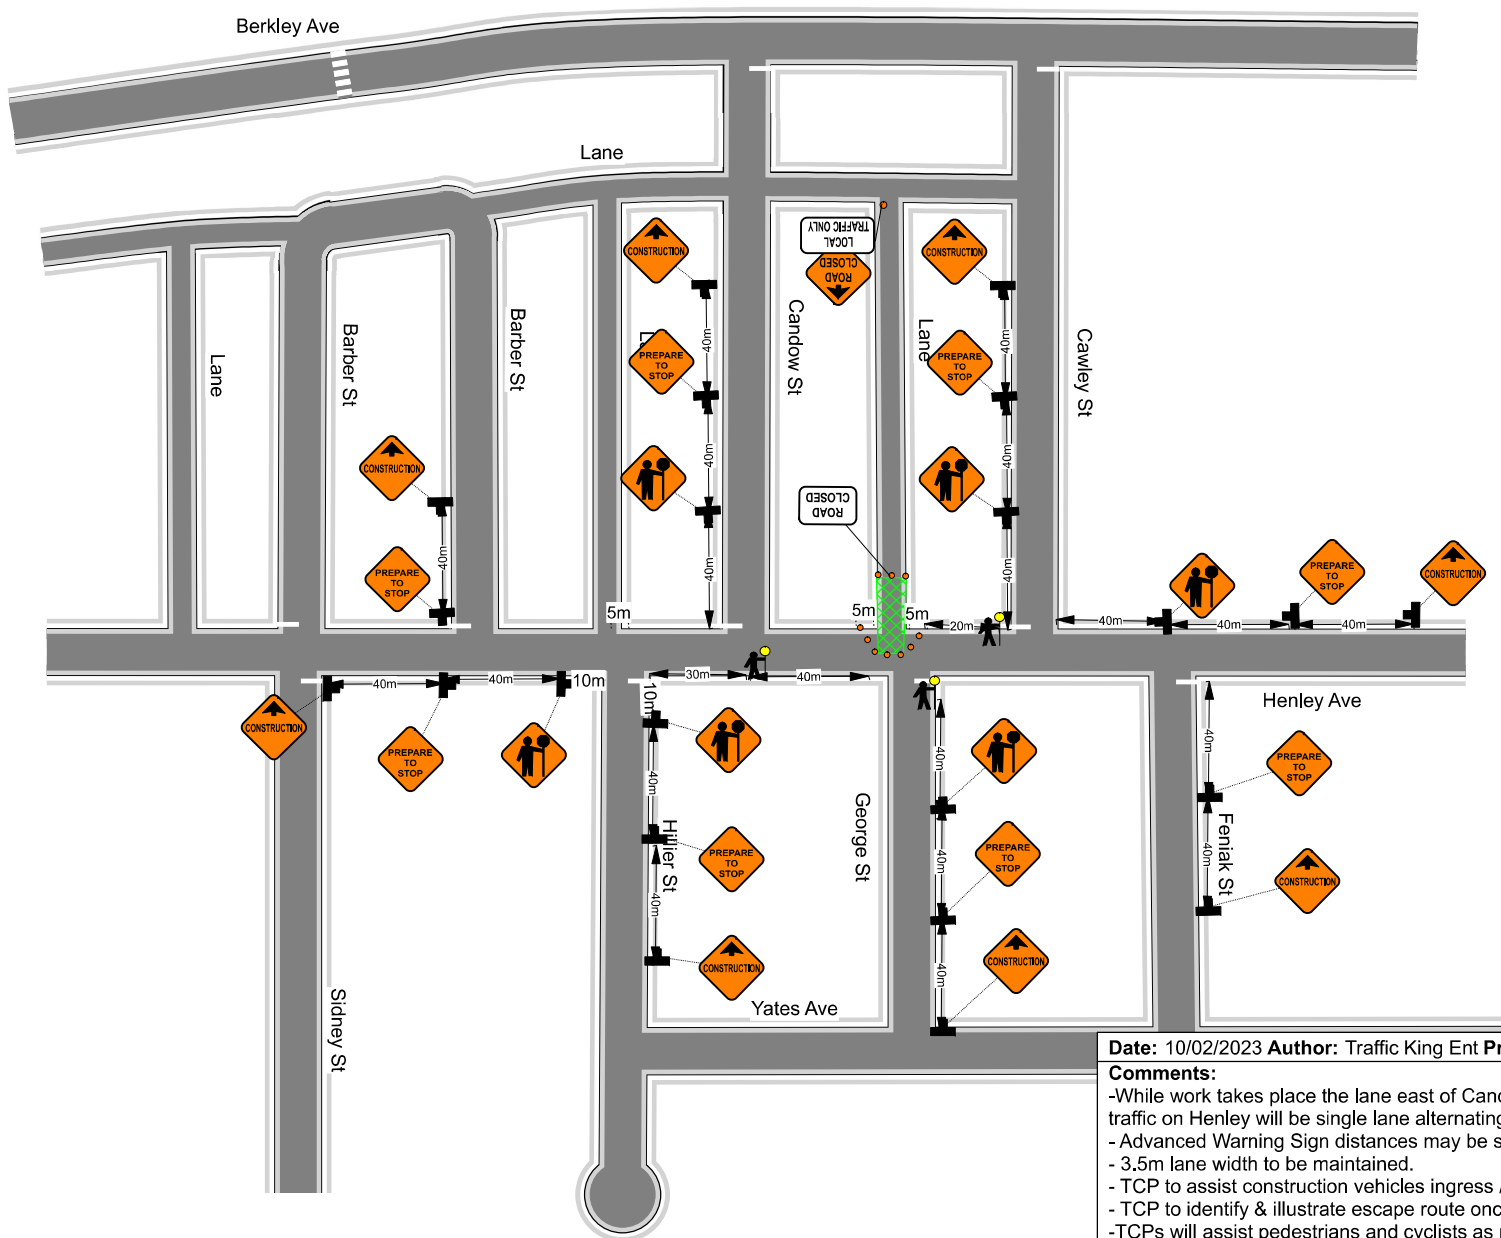 Berkley Ave
Lane
LOCAL
TRAFFIC ONLY
ROAD
CLOSED
CONSTRUCTION
CONSTRUCTION
40m
40m
Barber St
Barber St
Candow St
Lane
Cawley St
Lane
PREPARE
TO
STOP
PREPARE
TO
STOP
CONSTRUCTION
40m
40m
ROAD
CLOSED
40m
PREPARE
TO
STOP
40m
40m
PREPARE
TO
STOP
CONSTRUCTION
5m
5m
5m
20m
40m
40m
40m
40m
40m
10m
30m
40m
10m
Henley Ave
CONSTRUCTION
PREPARE
TO
STOP
40m
40m
40m
PREPARE
TO
STOP
Hillier St
George St
PREPARE
TO
STOP
40m
40m
Feniak St
40m
PREPARE
TO
STOP
CONSTRUCTION
40m
CONSTRUCTION
CONSTRUCTION
Sidney St
Yates Ave
Date: 10/02/2023 Author: Traffic King Ent
Comments:
-While work takes place the lane east of
traffic on Henley will be single lane alternating
- Advanced Warning Sign distances may be
- 3.5m lane width to be maintained.
- TCP to assist construction vehicles ingress
- TCP to identify & illustrate escape route
-TCPs will assist pedestrians and cyclists as